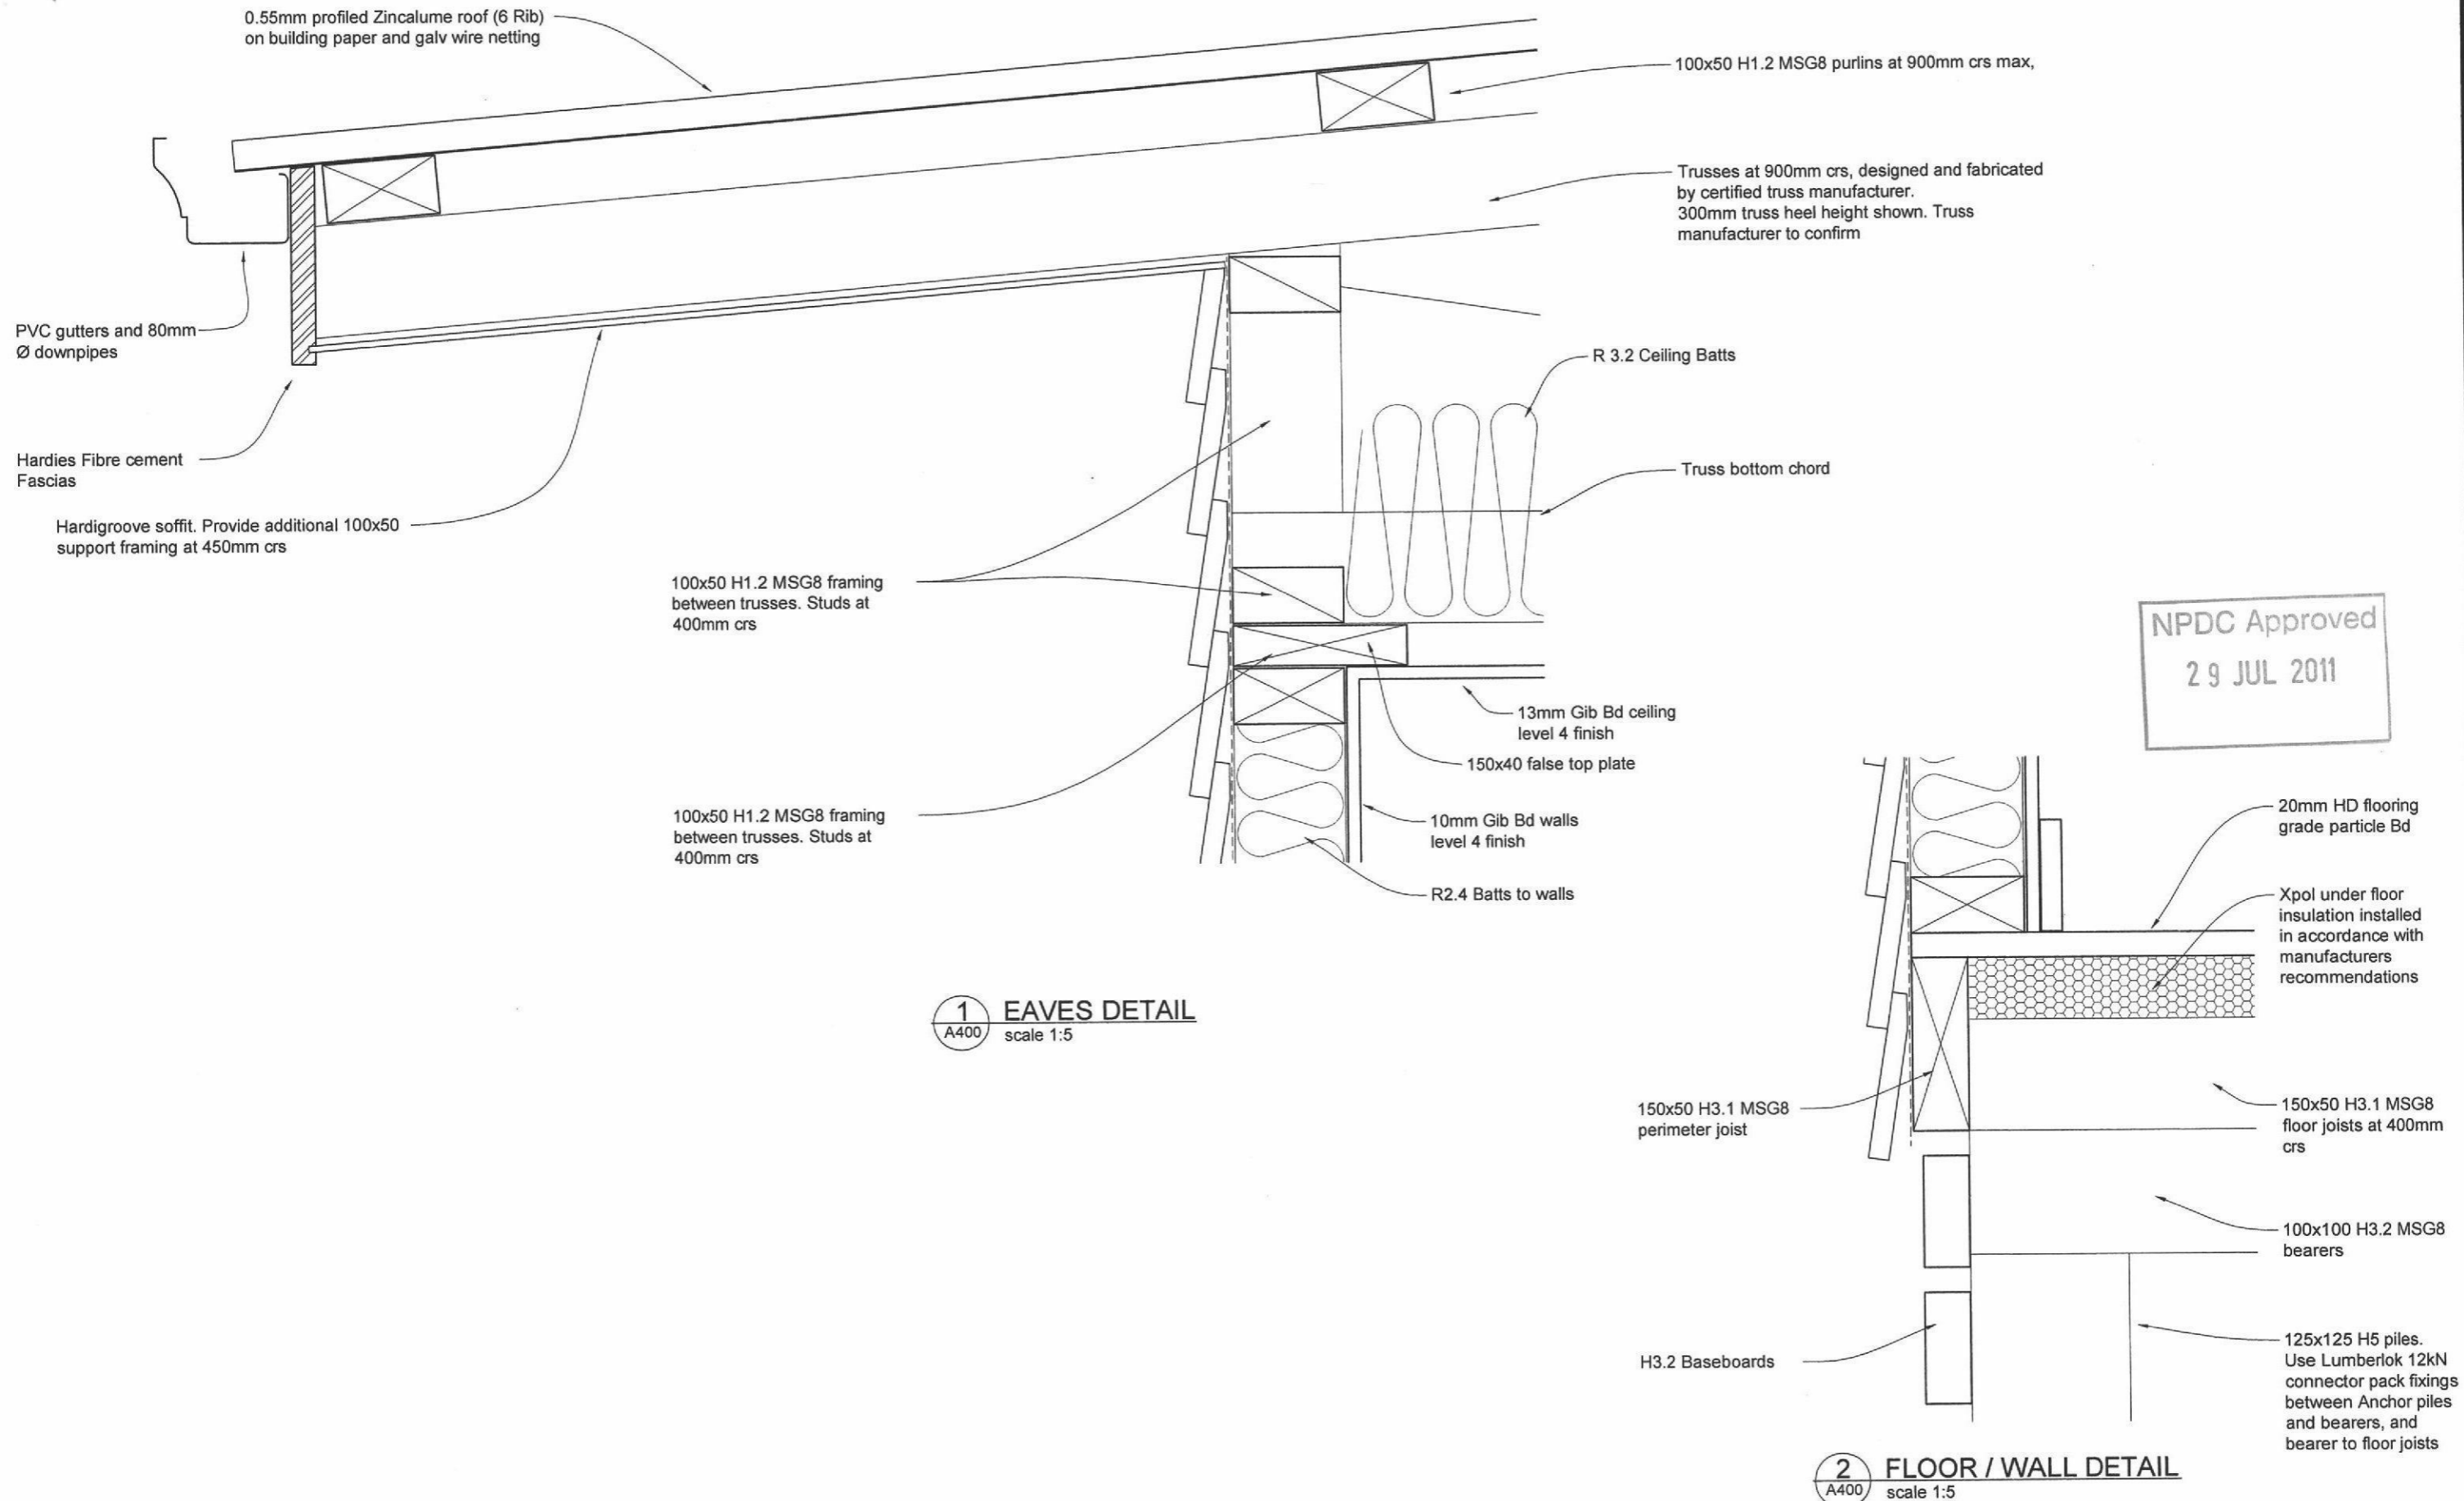 0.55mm profiled Zincalume roof (6 Rib)
on building paper and galv wire netting
100x50 H1.2 MSG8 purlins at 900mm crs max,
Trusses at 900mm crs, designed and fabricated
by certified truss manufacturer.
300mm truss heel height shown. Truss
manufacturer to confirm
PVC gutters and 80mm
Ø downpipes
R 3.2 Ceiling Batts
Hardies Fibre cement
Fascias
Truss bottom chord
Hardigroove soffit. Provide additional 100x50
support framing at 450mm crs
100x50 H1.2 MSG8 framing
between trusses. Studs at
400mm crs
NPDC Approved
29 JUL 2011
13mm Gib Bd ceiling
level 4 finish
150x40 false top plate
100x50 H1.2 MSG8 framing
between trusses. Studs at
400mm crs
10mm Gib Bd walls
level 4 finish
R2.4 Batts to walls
1
A400
EAVES DETAIL
scale 1:5
20mm HD flooring
grade particle Bd
Xpol under floor
insulation installed
in accordance with
manufacturers
recommendations
150x50 H3.1 MSG8
perimeter joist
150x50 H3.1 MSG8
floor joists at 400mm
crs
100x100 H3.2 MSG8
bearers
H3.2 Baseboards
125x125 H5 piles.
Use Lumberlok 12kN
connector pack fixings
between Anchor piles
and bearers, and
bearer to floor joists
2
A400
FLOOR / WALL DETAIL
scale 1:5